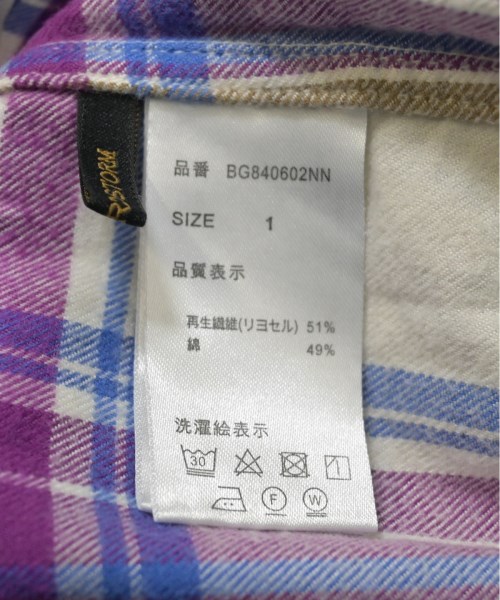 STORM
品番 BG840602NN
SIZE 1
品質表示
再生繊維(リヨセル) 51%
綿 49%
洗濯絵表示
30
F W